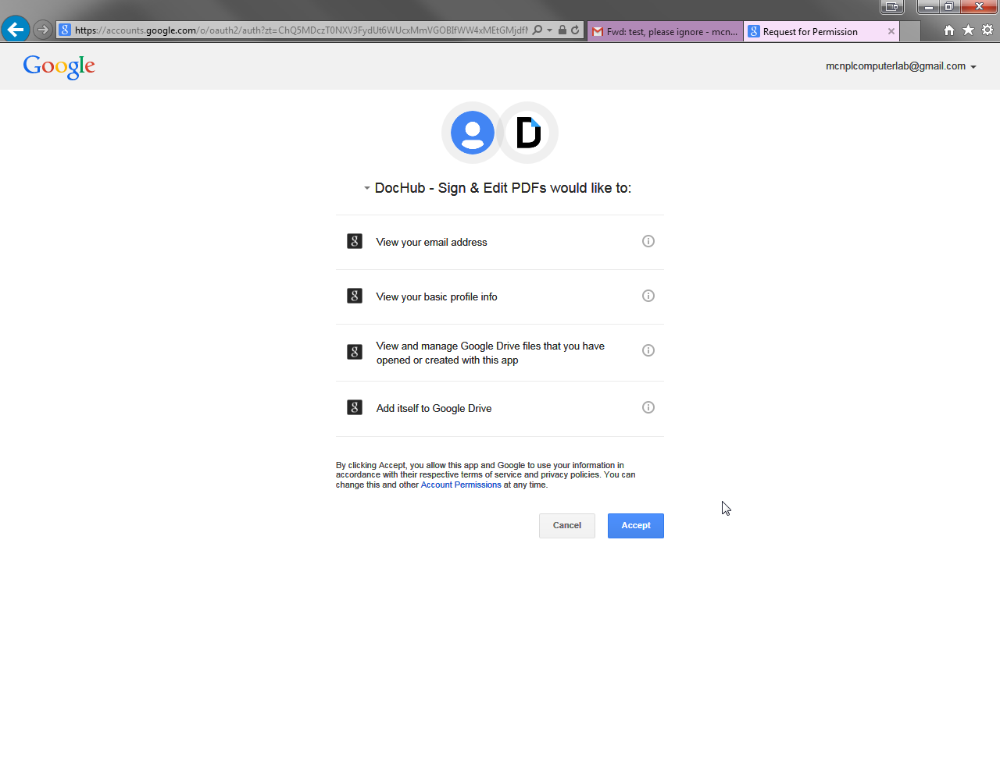 https://accounts.google.com/o/oauth2/auth?zt=ChQ5MDczT0NXV3FydUt6WUcxMmVGOBIfWW4xMEtGMjdfM
Fwd: test, please ignore - mcn...
Request for Permission
Google
mcnplcomputerlab@gmail.com
D
DocHub - Sign & Edit PDFs would like to:
View your email address
View your basic profile info
View and manage Google Drive files that you have
opened or created with this app
Add itself to Google Drive
By clicking Accept, you allow this app and Google to use your information in
accordance with their respective terms of service and privacy policies. You can
change this and other Account Permissions at any time.
Cancel
Accept